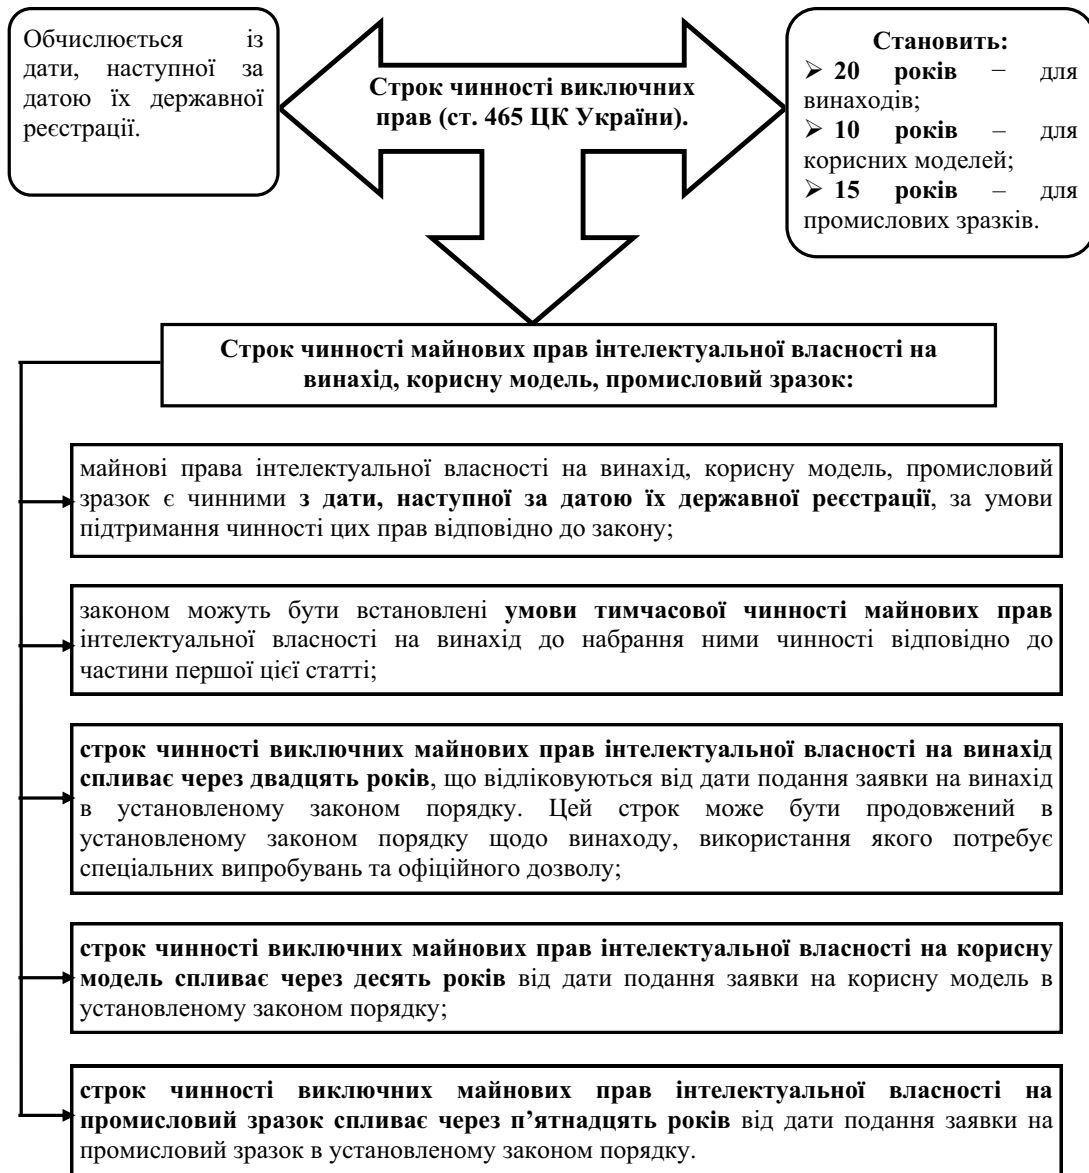 Обчислюється із
дати, наступної за
датою їх державної
реєстрації.
Строк чинності виключних
прав (ст. 465 ЦК України).
Становить:
➢ 20 років – для
винаходів;
➢ 10 років – для
корисних моделей;
➢ 15 років – для
промислових зразків.
Строк чинності майнових прав інтелектуальної власності на
винахід, корисну модель, промисловий зразок:
майнові права інтелектуальної власності на винахід, корисну модель, промисловий
зразок є чинними з дати, наступної за датою їх державної реєстрації, за умови
підтримання чинності цих прав відповідно до закону;
законом можуть бути встановлені умови тимчасової чинності майнових прав
інтелектуальної власності на винахід до набрання ними чинності відповідно до
частини першої цієї статті;
строк чинності виключних майнових прав інтелектуальної власності на винахід
спливає через двадцять років, що відліковуються від дати подання заявки на винахід
в установленому законом порядку. Цей строк може бути продовжений в
установленому законом порядку щодо винаходу, використання якого потребує
спеціальних випробувань та офіційного дозволу;
строк чинності виключних майнових прав інтелектуальної власності на корисну
модель спливає через десять років від дати подання заявки на корисну модель в
установленому законом порядку;
строк чинності виключних майнових прав інтелектуальної власності на
промисловий зразок спливає через п’ятнадцять років від дати подання заявки на
промисловий зразок в установленому законом порядку.